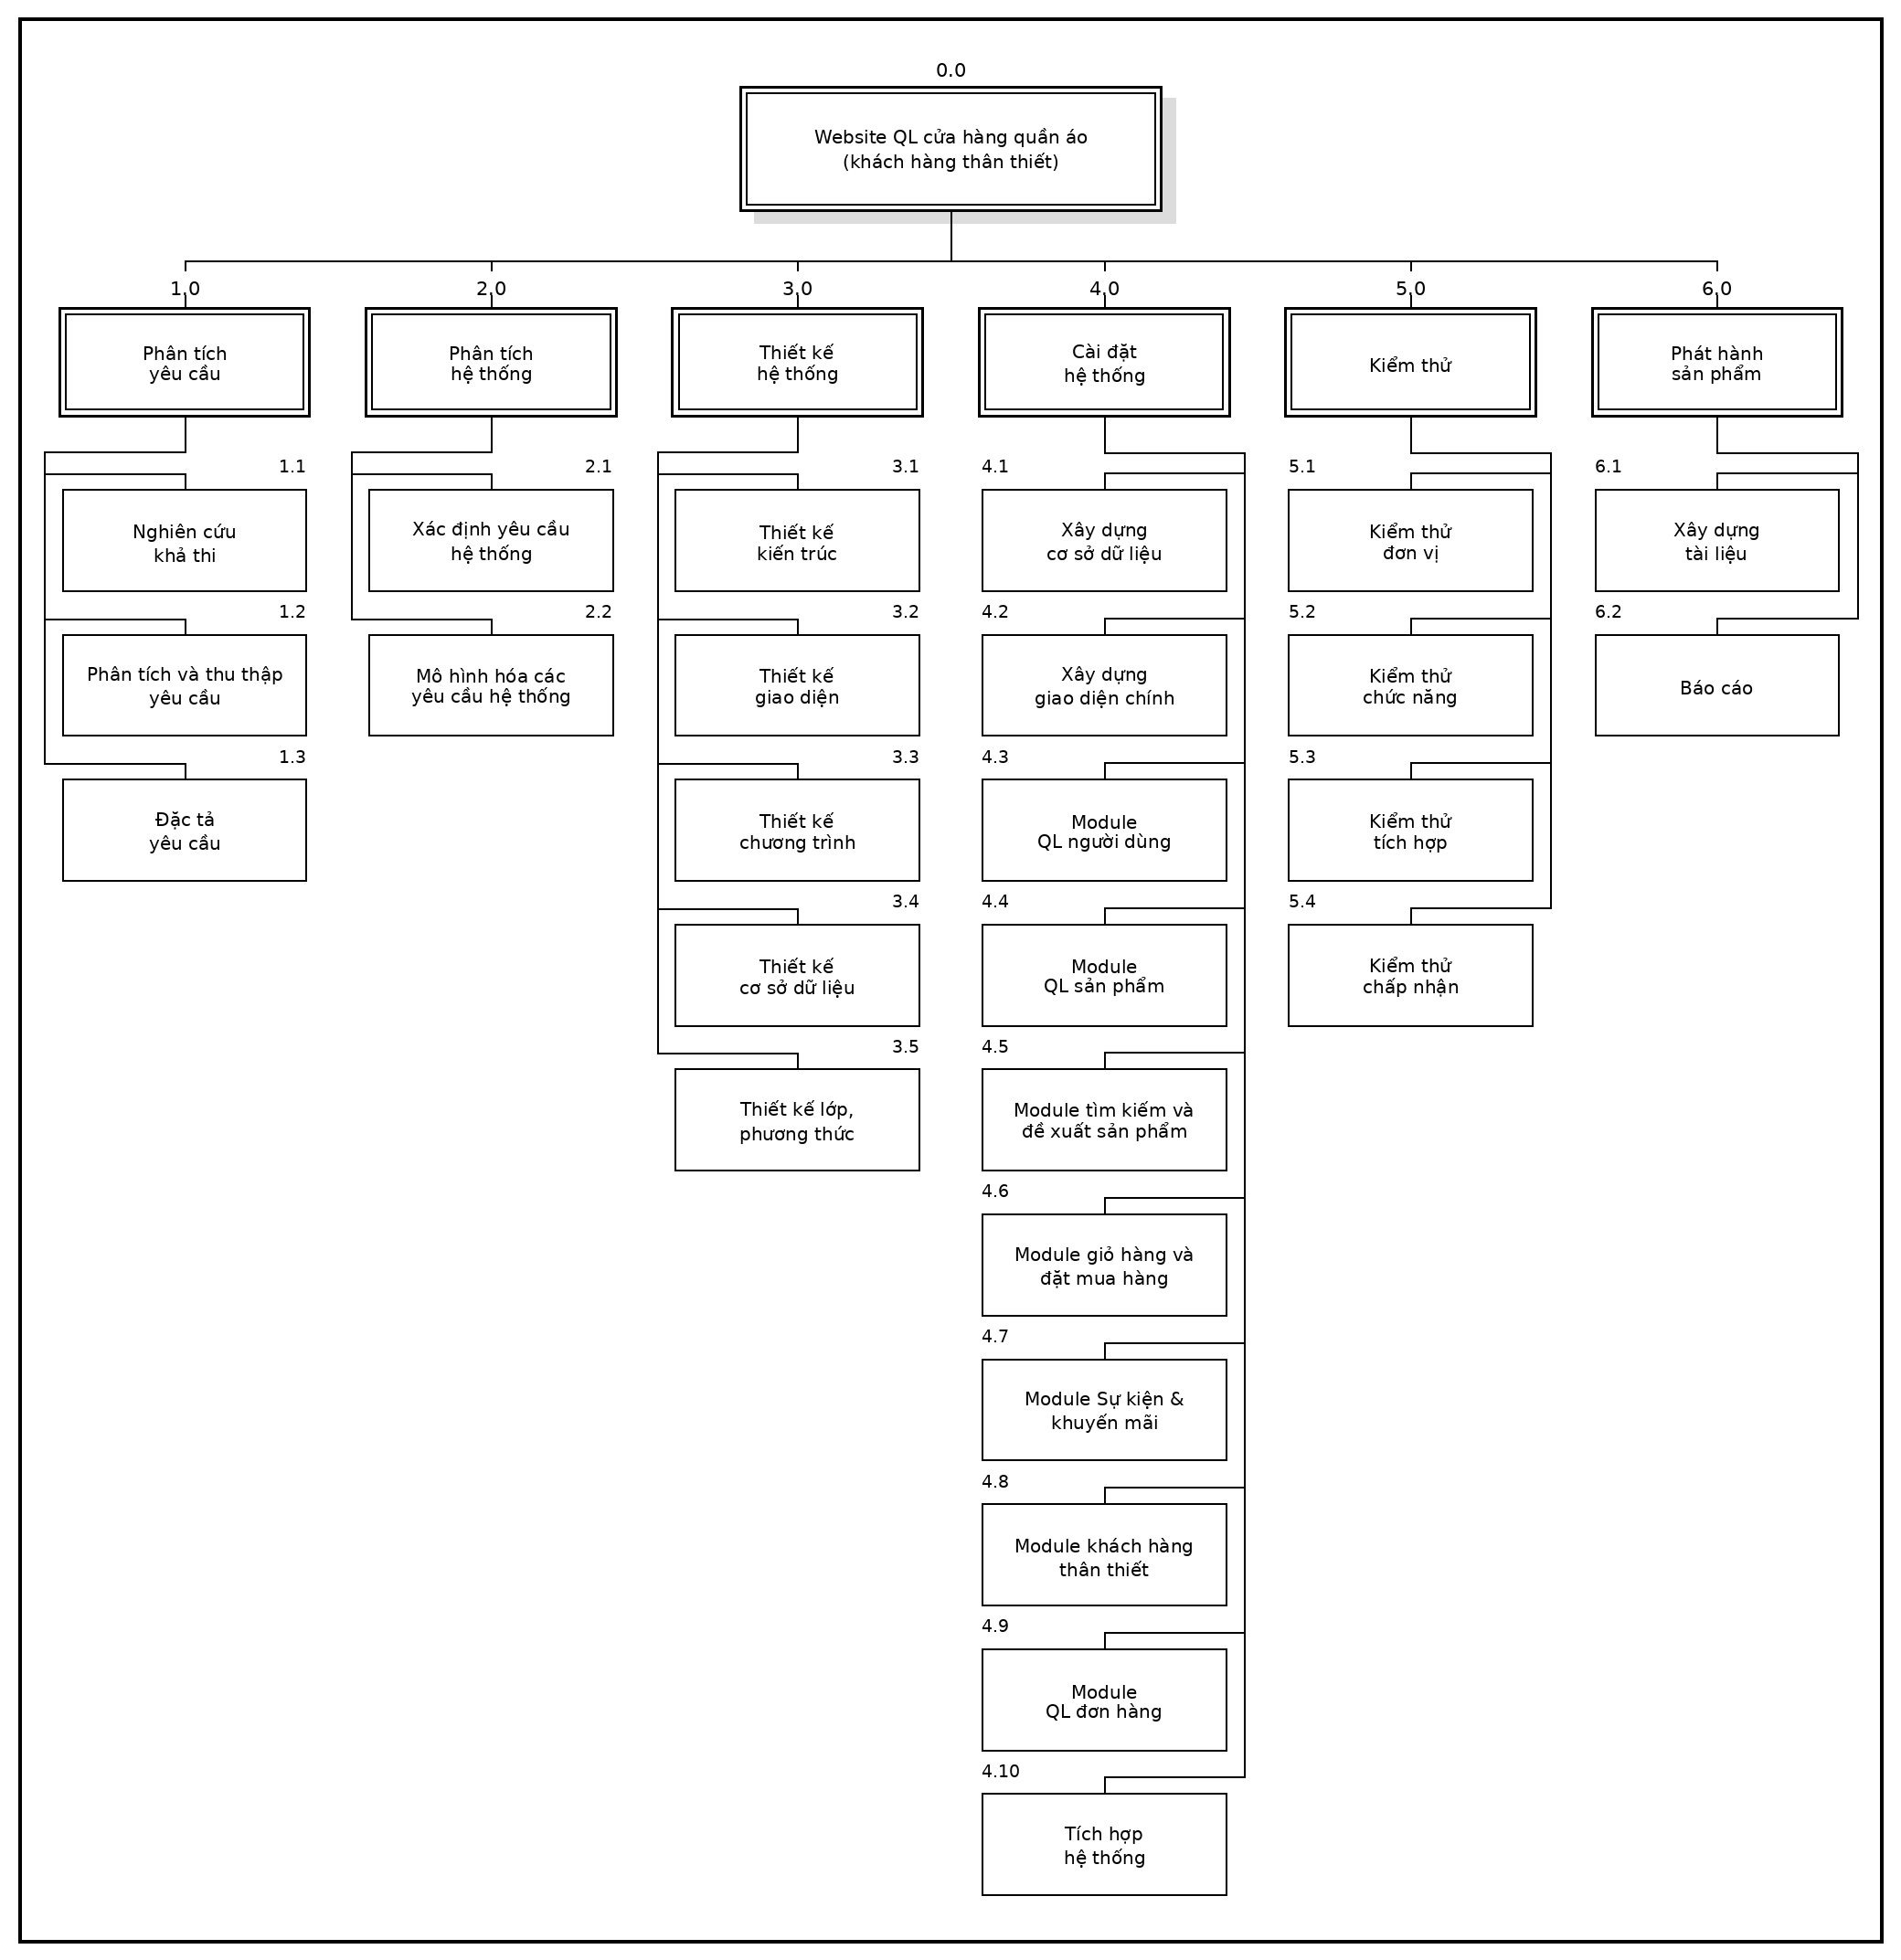 0.0
Website QL cửa hàng quần áo
(khách hàng thân thiết)
1.0
Phân tích
yêu cầu
1.1
Nghiên cứu
khả thi
1.2
Phân tích và thu thập
yêu cầu
1.3
Đặc tả
yêu cầu
2.0
Phân tích
hệ thống
2.1
Xác định yêu cầu
hệ thống
2.2
Mô hình hóa các
yêu cầu hệ thống
3.0
Thiết kế
hệ thống
3.1
Thiết kế
kiến trúc
3.2
Thiết kế
giao diện
3.3
Thiết kế
chương trình
3.4
Thiết kế
cơ sở dữ liệu
3.5
Thiết kế lớp,
phương thức
4.0
Cài đặt
hệ thống
4.1
Xây dựng
cơ sở dữ liệu
4.2
Xây dựng
giao diện chính
4.3
Module
QL người dùng
4.4
Module
QL sản phẩm
4.5
Module tìm kiếm và
đề xuất sản phẩm
4.6
Module giỏ hàng và
đặt mua hàng
4.7
Module Sự kiện &
khuyến mãi
4.8
Module khách hàng
thân thiết
4.9
Module
QL đơn hàng
4.10
Tích hợp
hệ thống
5.0
Kiểm thử
5.1
Kiểm thử
đơn vị
5.2
Kiểm thử
chức năng
5.3
Kiểm thử
tích hợp
5.4
Kiểm thử
chấp nhận
6.0
Phát hành
sản phẩm
6.1
Xây dựng
tài liệu
6.2
Báo cáo